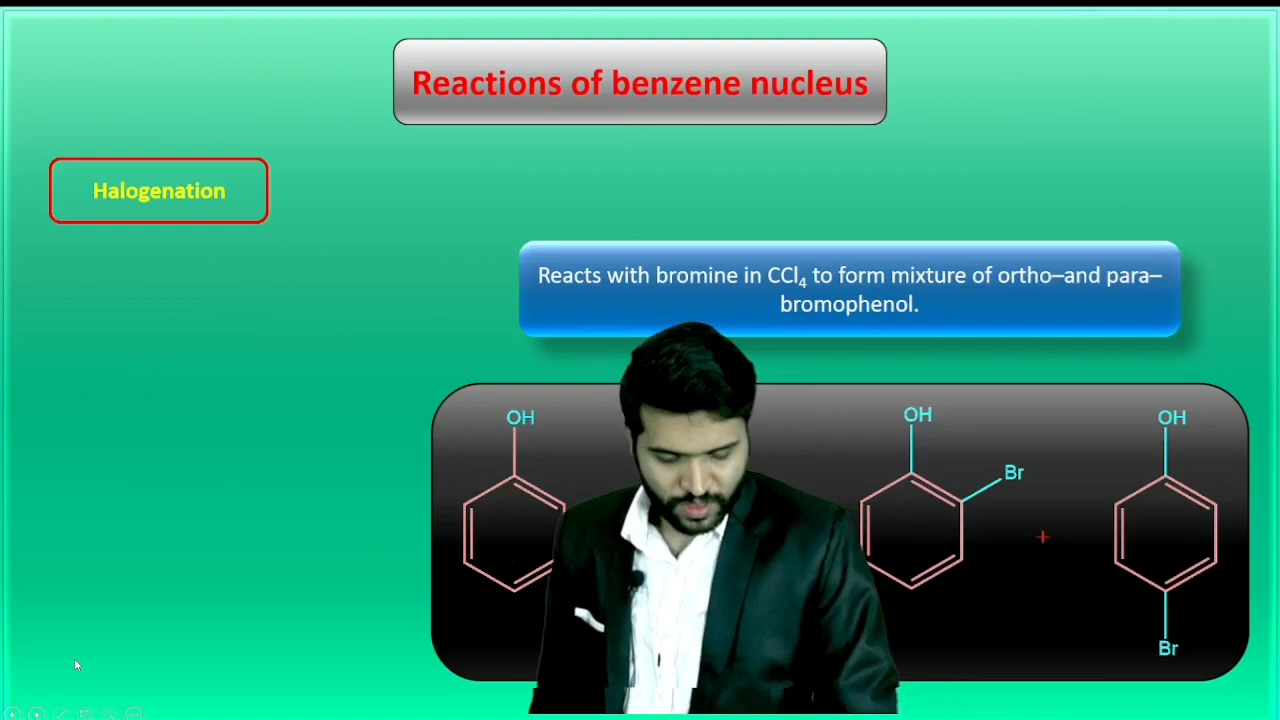 Reactions of benzene nucleus
Halogenation
Reacts with bromine in CCl₄ to form mixture of ortho–and para–
bromophenol.
OH
OH
Br
+
OH
Br